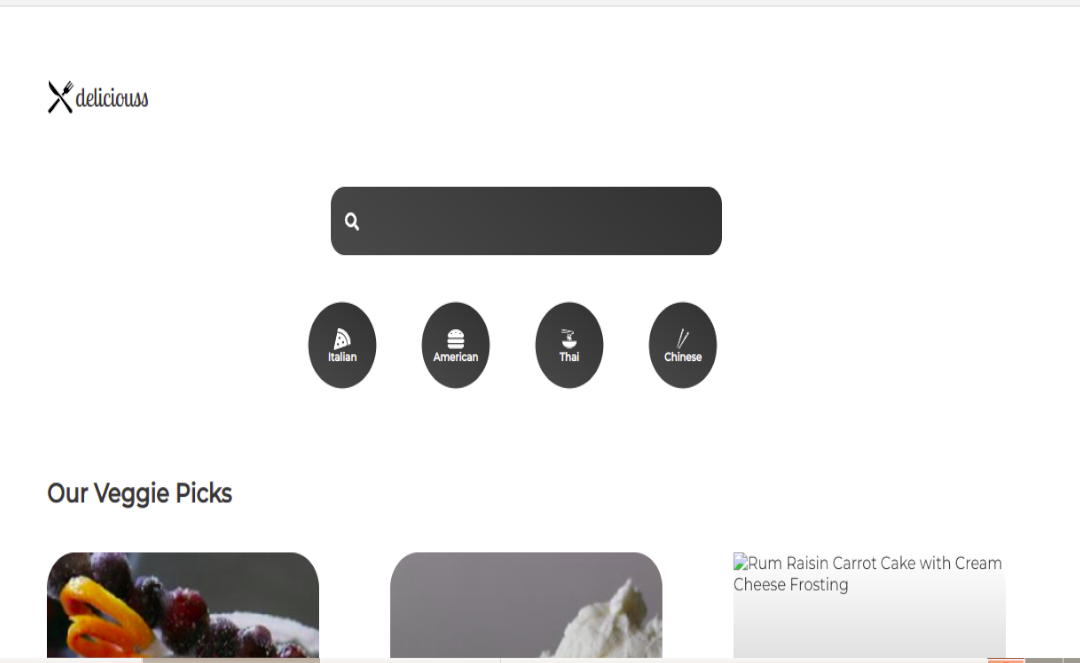 deliciouss
Italian
American
Thai
Chinese
Our Veggie Picks
Rum Raisin Carrot Cake with Cream
Cheese Frosting